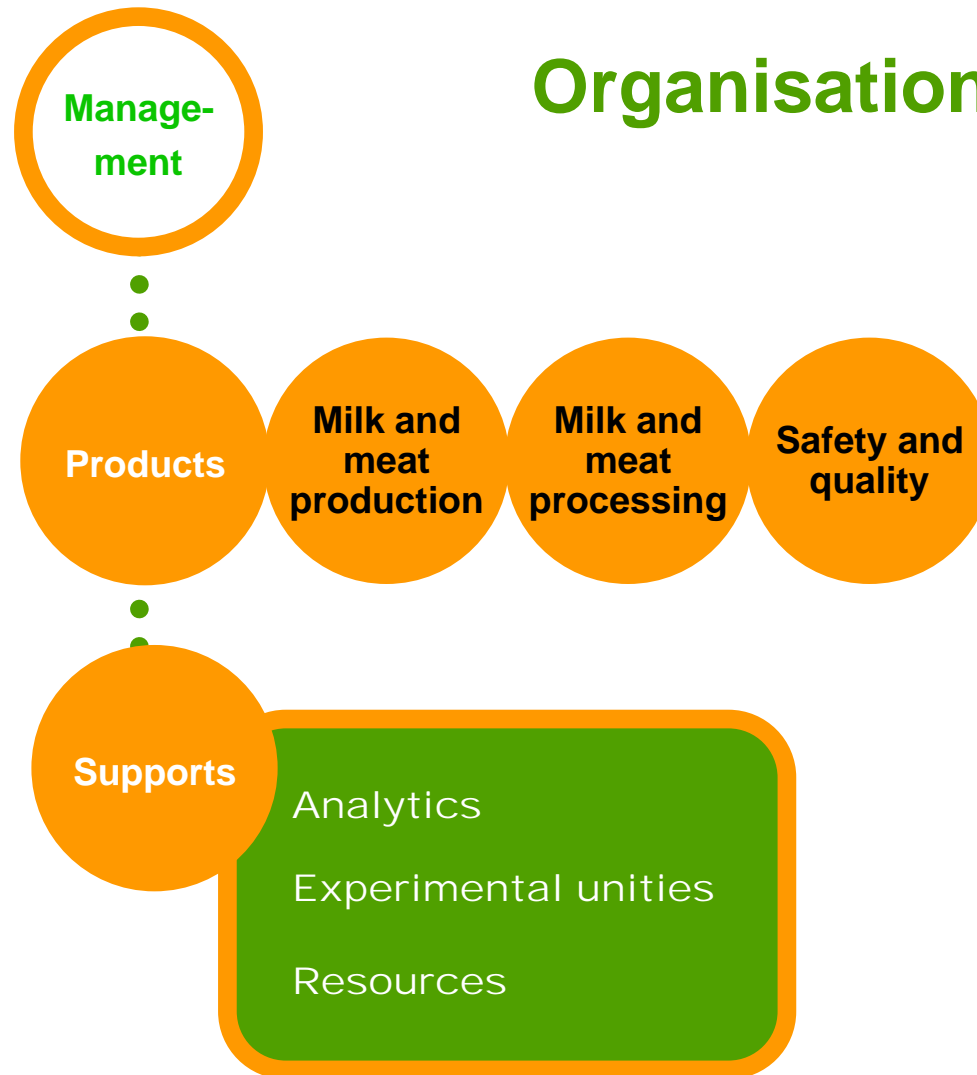 Organisation
Manage-
ment
Products
Milk and
meat
production
Milk and
meat
processing
Safety and
quality
Supports
Analytics
Experimental unities
Resources